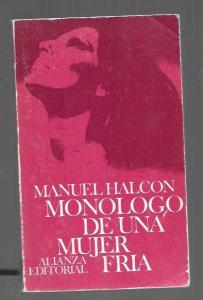 MANUEL HALCON
MONOLOGO
DE UNA
MUJER
FRIA
ALIANZA
EDITORIAL